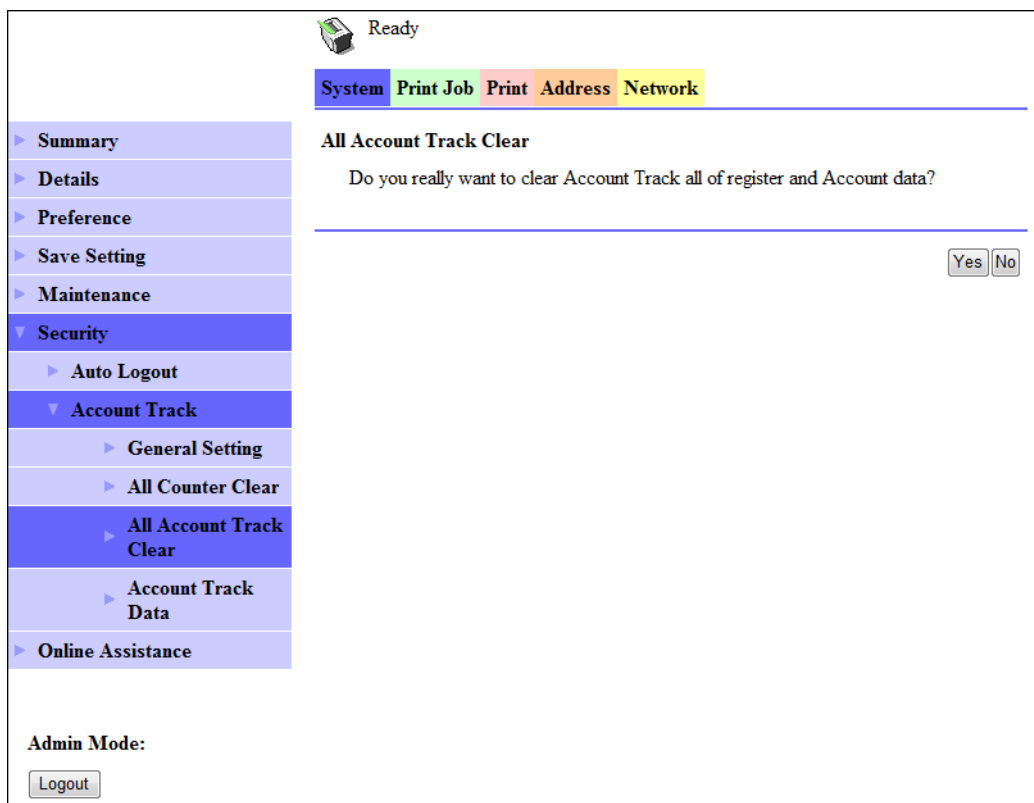 Ready
System Print Job Print Address Network
Summary
Details
Preference
Save Setting
Maintenance
Security
Auto Logout
Account Track
General Setting
All Counter Clear
All Account Track
Clear
Account Track
Data
Online Assistance
Admin Mode:
Logout
All Account Track Clear
Do you really want to clear Account Track all of register and Account data?
Yes No